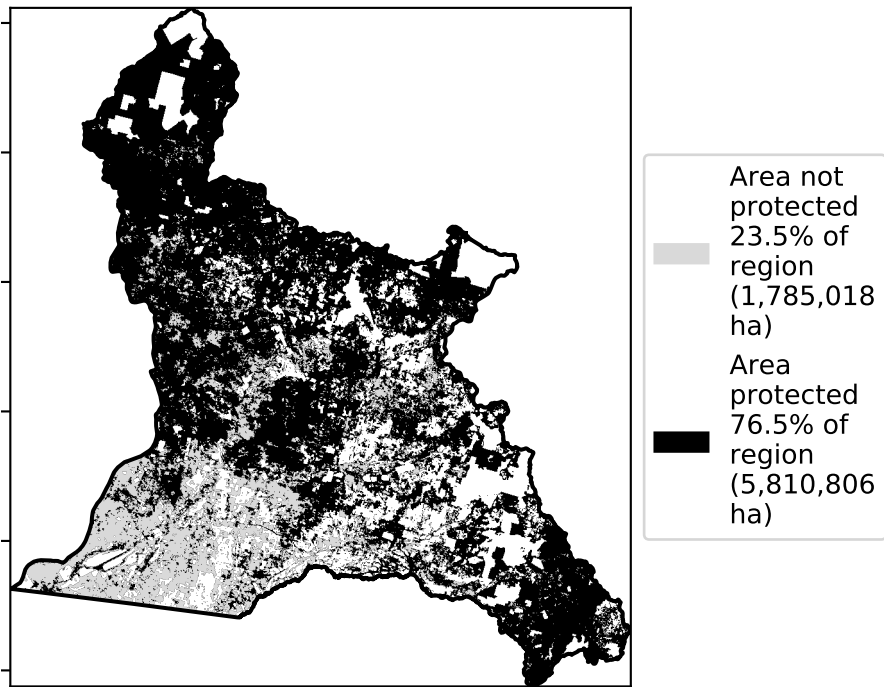 Area not
protected
23.5% of
region
(1,785,018
ha)
Area
protected
76.5% of
region
(5,810,806
ha)